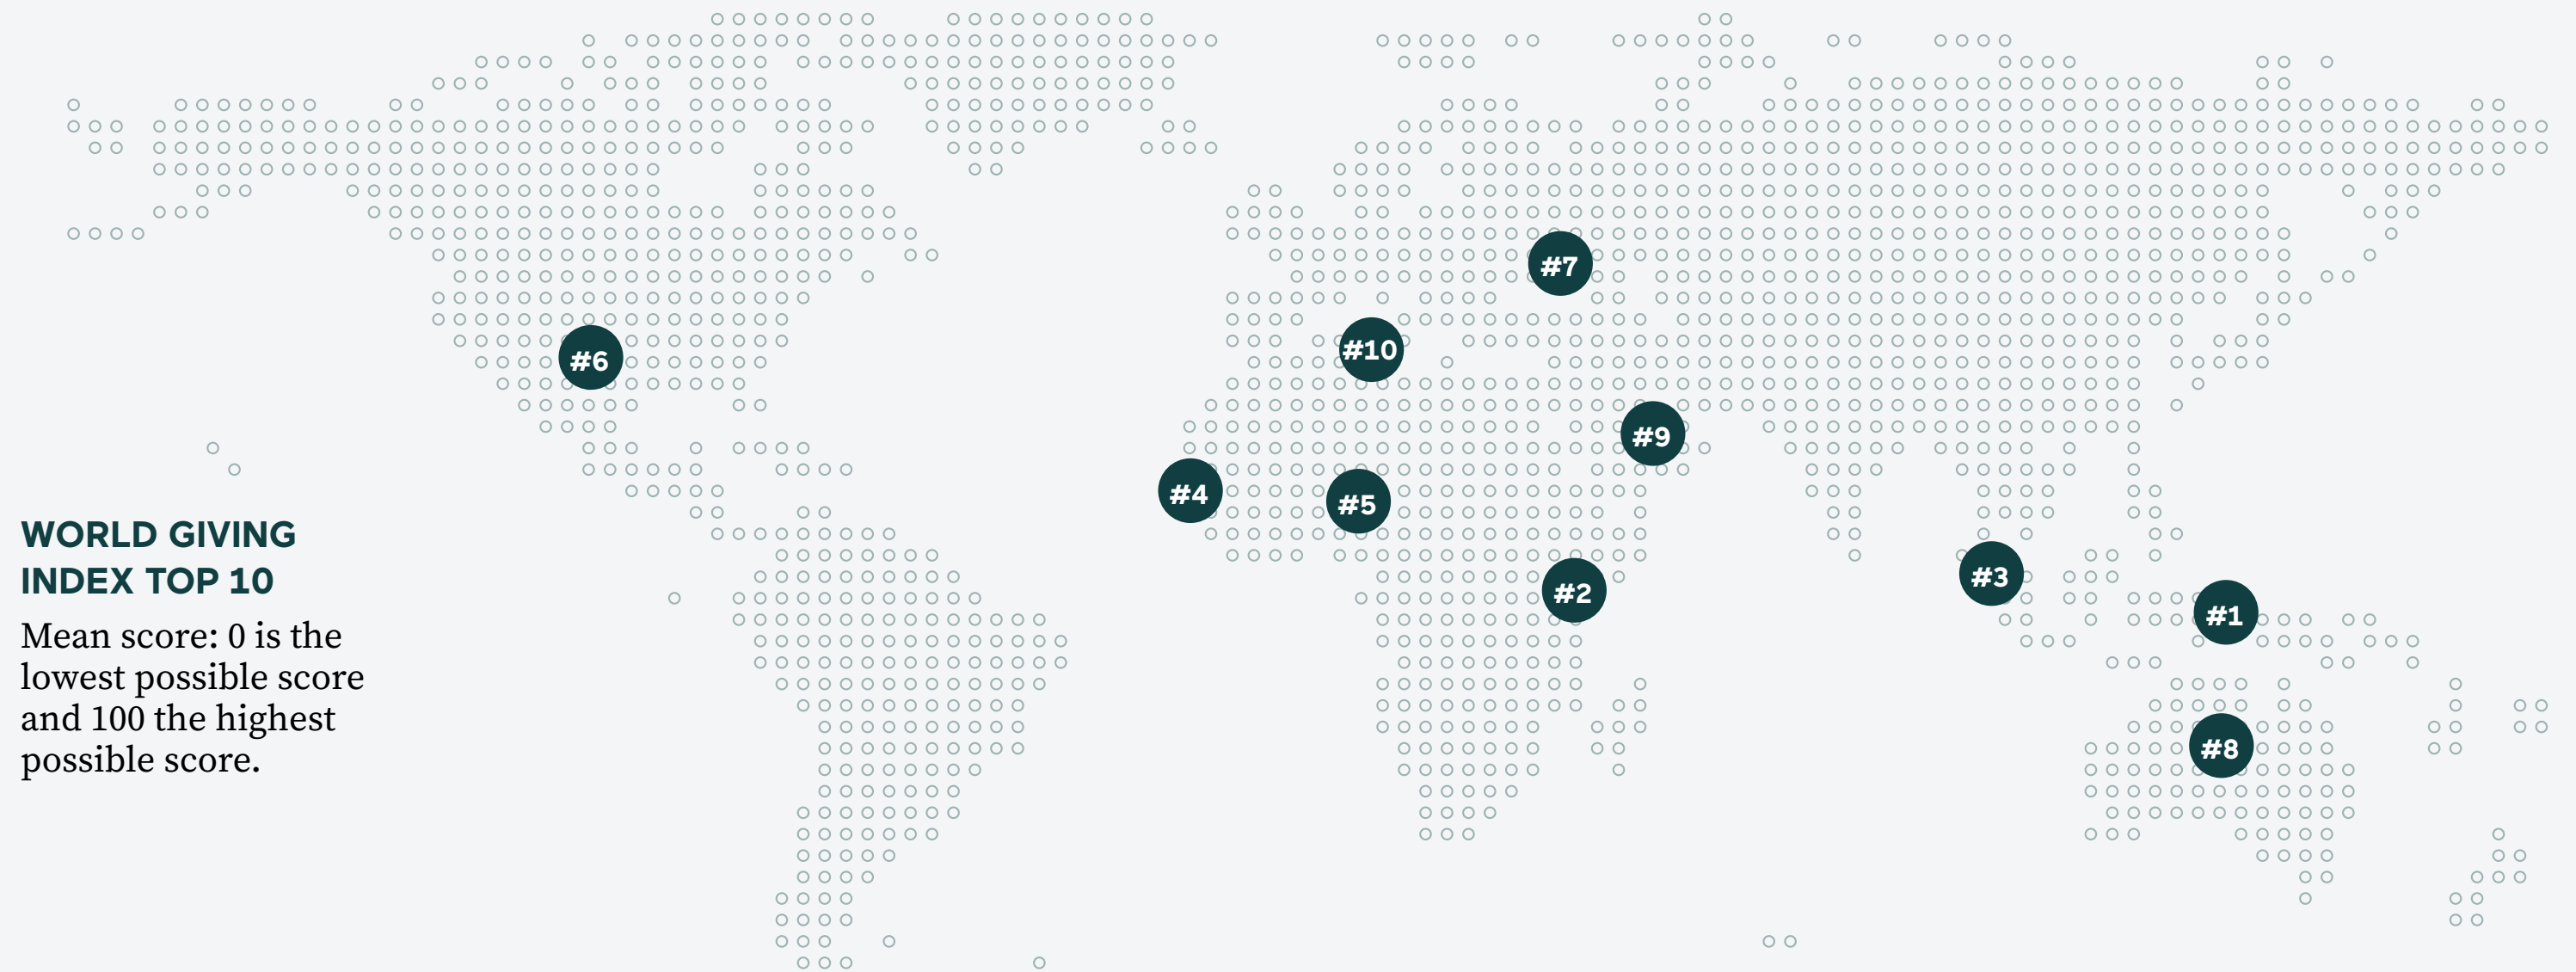 #7
#10
#6
#9
#4
#5
WORLD GIVING
INDEX TOP 10
#3
#2
#1
Mean score: 0 is the
lowest possible score
and 100 the highest
possible score.
#8